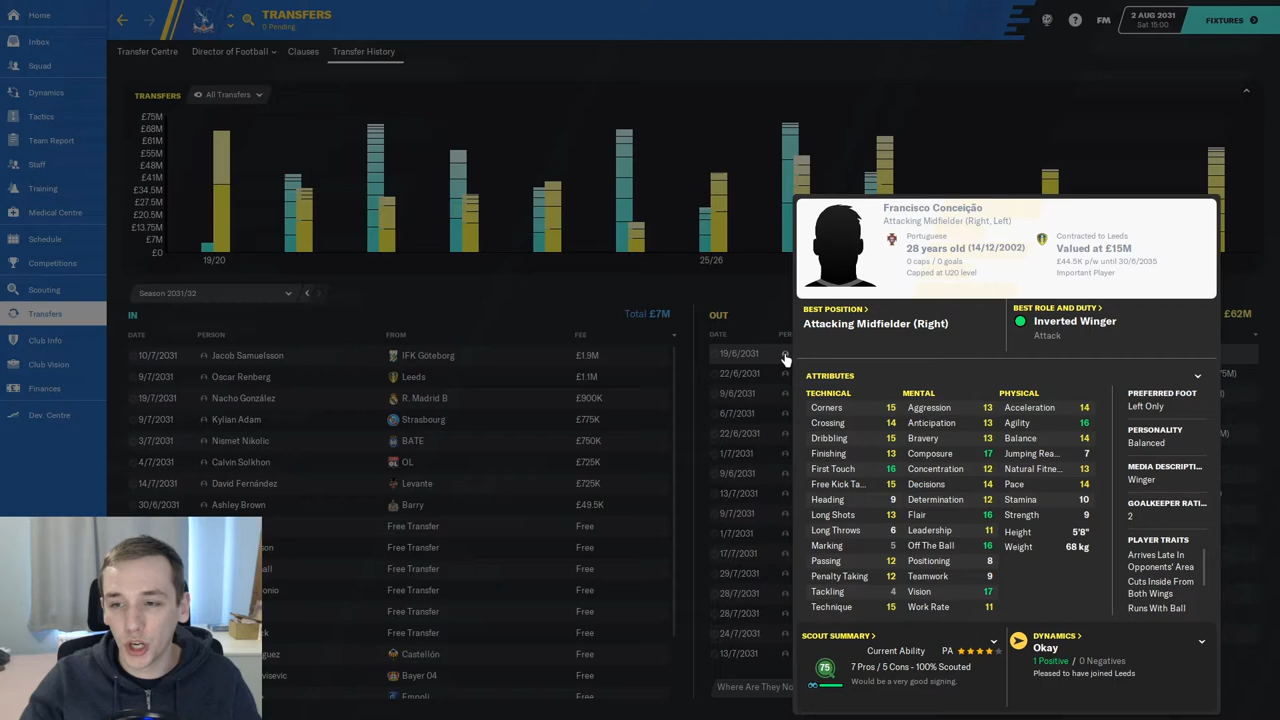 Home
TRANSFERS
0 Pending
FM
2 AUG 2031
Sat 15:00
FIXTURES
Inbox
Squad
Dynamics
Tactics
Team Report
Staff
Training
Medical Centre
Schedule
Competitions
Scouting
Transfers
Club Info
Club Vision
Finances
Dev. Centre
Transfer Centre
Director of Football
Clauses
Transfer History
TRANSFERS
All Transfers
£75M
£68M
£61M
£55M
£48M
£41M
£34.5M
£27.5M
£20.5M
£13.75M
£7M
£0
19/20
25/26
Season 2031/32
IN
Total £7M
DATE PERSON FROM FEE
10/7/2031 Jacob Samuelsson IFK Göteborg £1.9M
9/7/2031 Oscar Renberg Leeds £1.1M
19/7/2031 Nacho González R. Madrid B £900K
9/7/2031 Kylian Adam Strasbourg £775K
3/7/2031 Nismet Nikolic BATE £750K
4/7/2031 Calvin Solkhon OL £725K
14/7/2031 David Fernández Levante £725K
30/6/2031 Ashley Brown Barry £49.5K
Free Transfer Free
Free Transfer Free
Free Transfer Free
Free Transfer Free
Free Transfer Free
Free
Castellón Free
Bayer 04 Free
Empoli Free
OUT
£62M
DATE PER
19/6/2031
22/6/2031
9/6/2031
6/7/2031
22/6/2031
1/7/2031
9/6/2031
13/7/2031
9/7/2031
1/7/2031
17/7/2031
29/7/2031
28/7/2031
28/7/2031
24/7/2031
13/7/2031
Where Are They No
Francisco Conceição
Attacking Midfielder (Right, Left)
Portuguese
28 years old (14/12/2002)
0 caps / 0 goals
Capped at U20 level
Contracted to Leeds
Valued at £15M
£44.5K p/w until 30/6/2035
Important Player
BEST POSITION >
Attacking Midfielder (Right)
BEST ROLE AND DUTY >
Inverted Winger
Attack
ATTRIBUTES
TECHNICAL MENTAL PHYSICAL
Corners 15 Aggression 13 Acceleration 14
Crossing 14 Anticipation 13 Agility 16
Dribbling 15 Bravery 13 Balance 14
Finishing 13 Composure 17 Jumping Rea... 7
First Touch 16 Concentration 12 Natural Fitne... 13
Free Kick Ta... 15 Decisions 14 Pace 14
Heading 9 Determination 12 Stamina 10
Long Shots 13 Flair 16 Strength 9
Long Throws 6 Leadership 11 Height 5'8"
Marking 5 Off The Ball 16 Weight 68 kg
Passing 12 Positioning 8
Penalty Taking 12 Teamwork 9
Tackling 4 Vision 17
Technique 15 Work Rate 11
PREFERRED FOOT
Left Only
PERSONALITY
Balanced
MEDIA DESCRIPTI...
Winger
GOALKEEPER RATI...
2
PLAYER TRAITS
Arrives Late In
Opponents' Area
Cuts Inside From
Both Wings
Runs With Ball
SCOUT SUMMARY >
Current Ability PA
75
7 Pros / 5 Cons - 100% Scouted
Would be a very good signing.
DYNAMICS >
Okay
1 Positive / 0 Negatives
Pleased to have joined Leeds